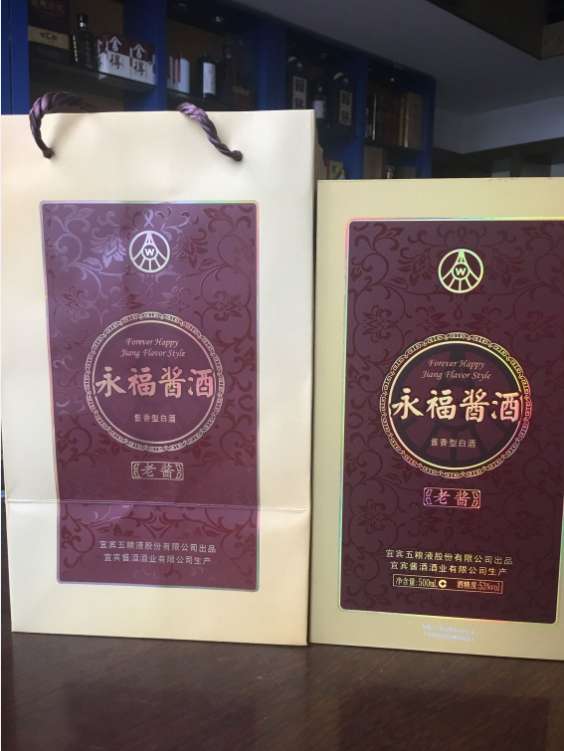 W
Forever Happy
Jiang Flavor Style
永福酱酒
酱香型白酒
老酱
宜宾五粮液股份有限公司出品
宜宾酱酒酒业有限公司生产
W
Forever Happy
Jiang Flavor Style
永福酱酒
酱香型白酒
老酱
宜宾五粮液股份有限公司出品
宜宾酱酒酒业有限公司生产
净含量:500mL C 酒精度:53%vol